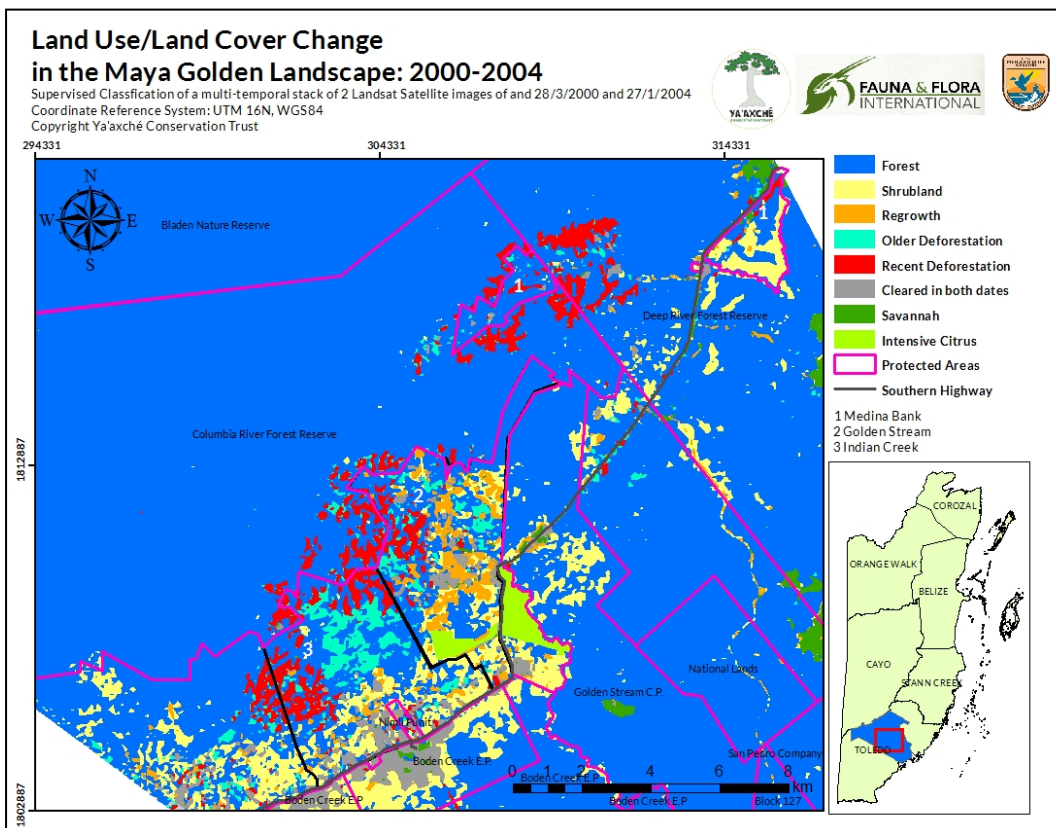 Land Use/Land Cover Change
in the Maya Golden Landscape: 2000-2004
Supervised Classfication of a multi-temporal stack of 2 Landsat Satellite images of and 28/3/2000 and 27/1/2004
Coordinate Reference System: UTM 16N, WGS84
Copyright Ya'axché Conservation Trust
YA'AXCHÉ
CONSERVATION TRUST
FAUNA & FLORA
INTERNATIONAL
294331
304331
314331
1812887
1802887
N
W
E
S
Bladen Nature Reserve
1
1
Deep River Forest Reserve
Columbia River Forest Reserve
2
3
National Lands
Golden Stream C.P.
Nimli Punit
Boden Creek E.P.
San Pedro Company
Boden Creek E.P
Boden Creek E.P
Boden Creek E.P
Block 127
0 2 4 6 8
km
Forest
Shrubland
Regrowth
Older Deforestation
Recent Deforestation
Cleared in both dates
Savannah
Intensive Citrus
Protected Areas
Southern Highway
1 Medina Bank
2 Golden Stream
3 Indian Creek
COROZAL
ORANGE WALK
BELIZE
CAYO
STANN CREEK
TOLEDO